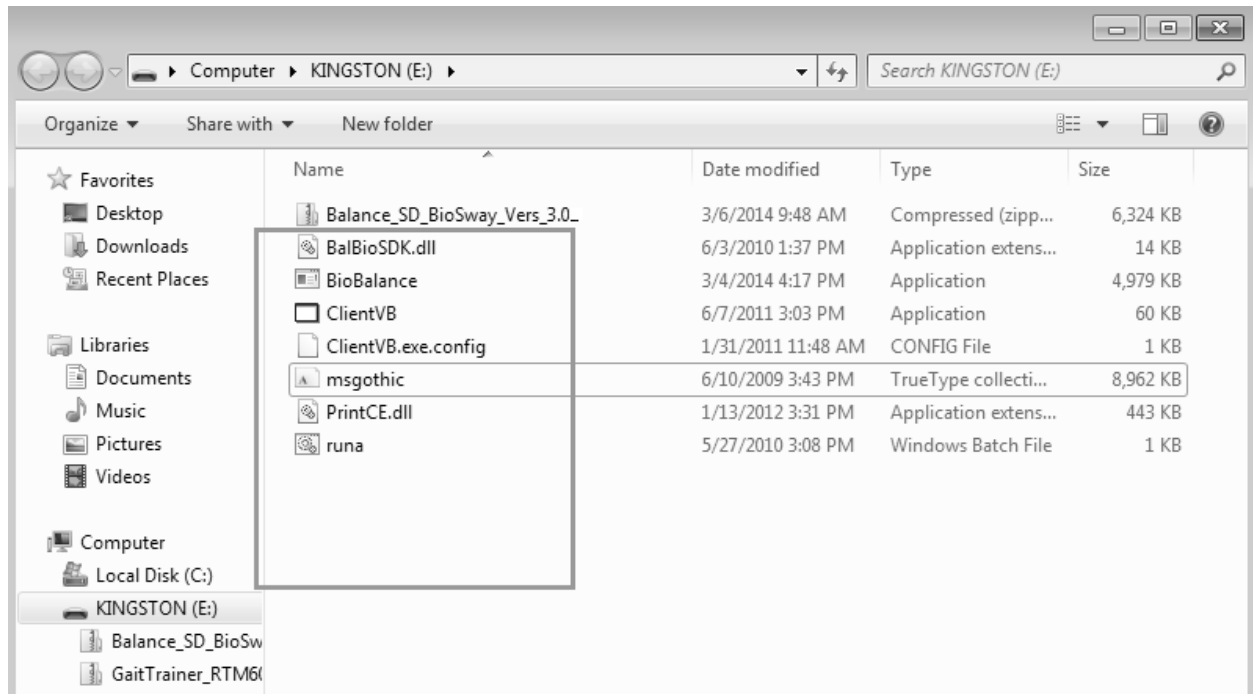 Computer KINGSTON (E:) Search KINGSTON (E:)
Organize Share with New folder
Name Date modified Type Size
Favorites
Desktop
Downloads
Recent Places
Libraries
Documents
Music
Pictures
Videos
Computer
Local Disk (C:)
KINGSTON (E:)
Balance_SD_BioSw
GaitTrainer_RTM60
Balance_SD_BioSway_Vers_3.0_ 3/6/2014 9:48 AM Compressed (zipp... 6,324 KB
BalBioSDK.dll 6/3/2010 1:37 PM Application extens... 14 KB
BioBalance 3/4/2014 4:17 PM Application 4,979 KB
ClientVB 6/7/2011 3:03 PM Application 60 KB
ClientVB.exe.config 1/31/2011 11:48 AM CONFIG File 1 KB
msgothic 6/10/2009 3:43 PM TrueType collecti... 8,962 KB
PrintCE.dll 1/13/2012 3:31 PM Application extens... 443 KB
runa 5/27/2010 3:08 PM Windows Batch File 1 KB